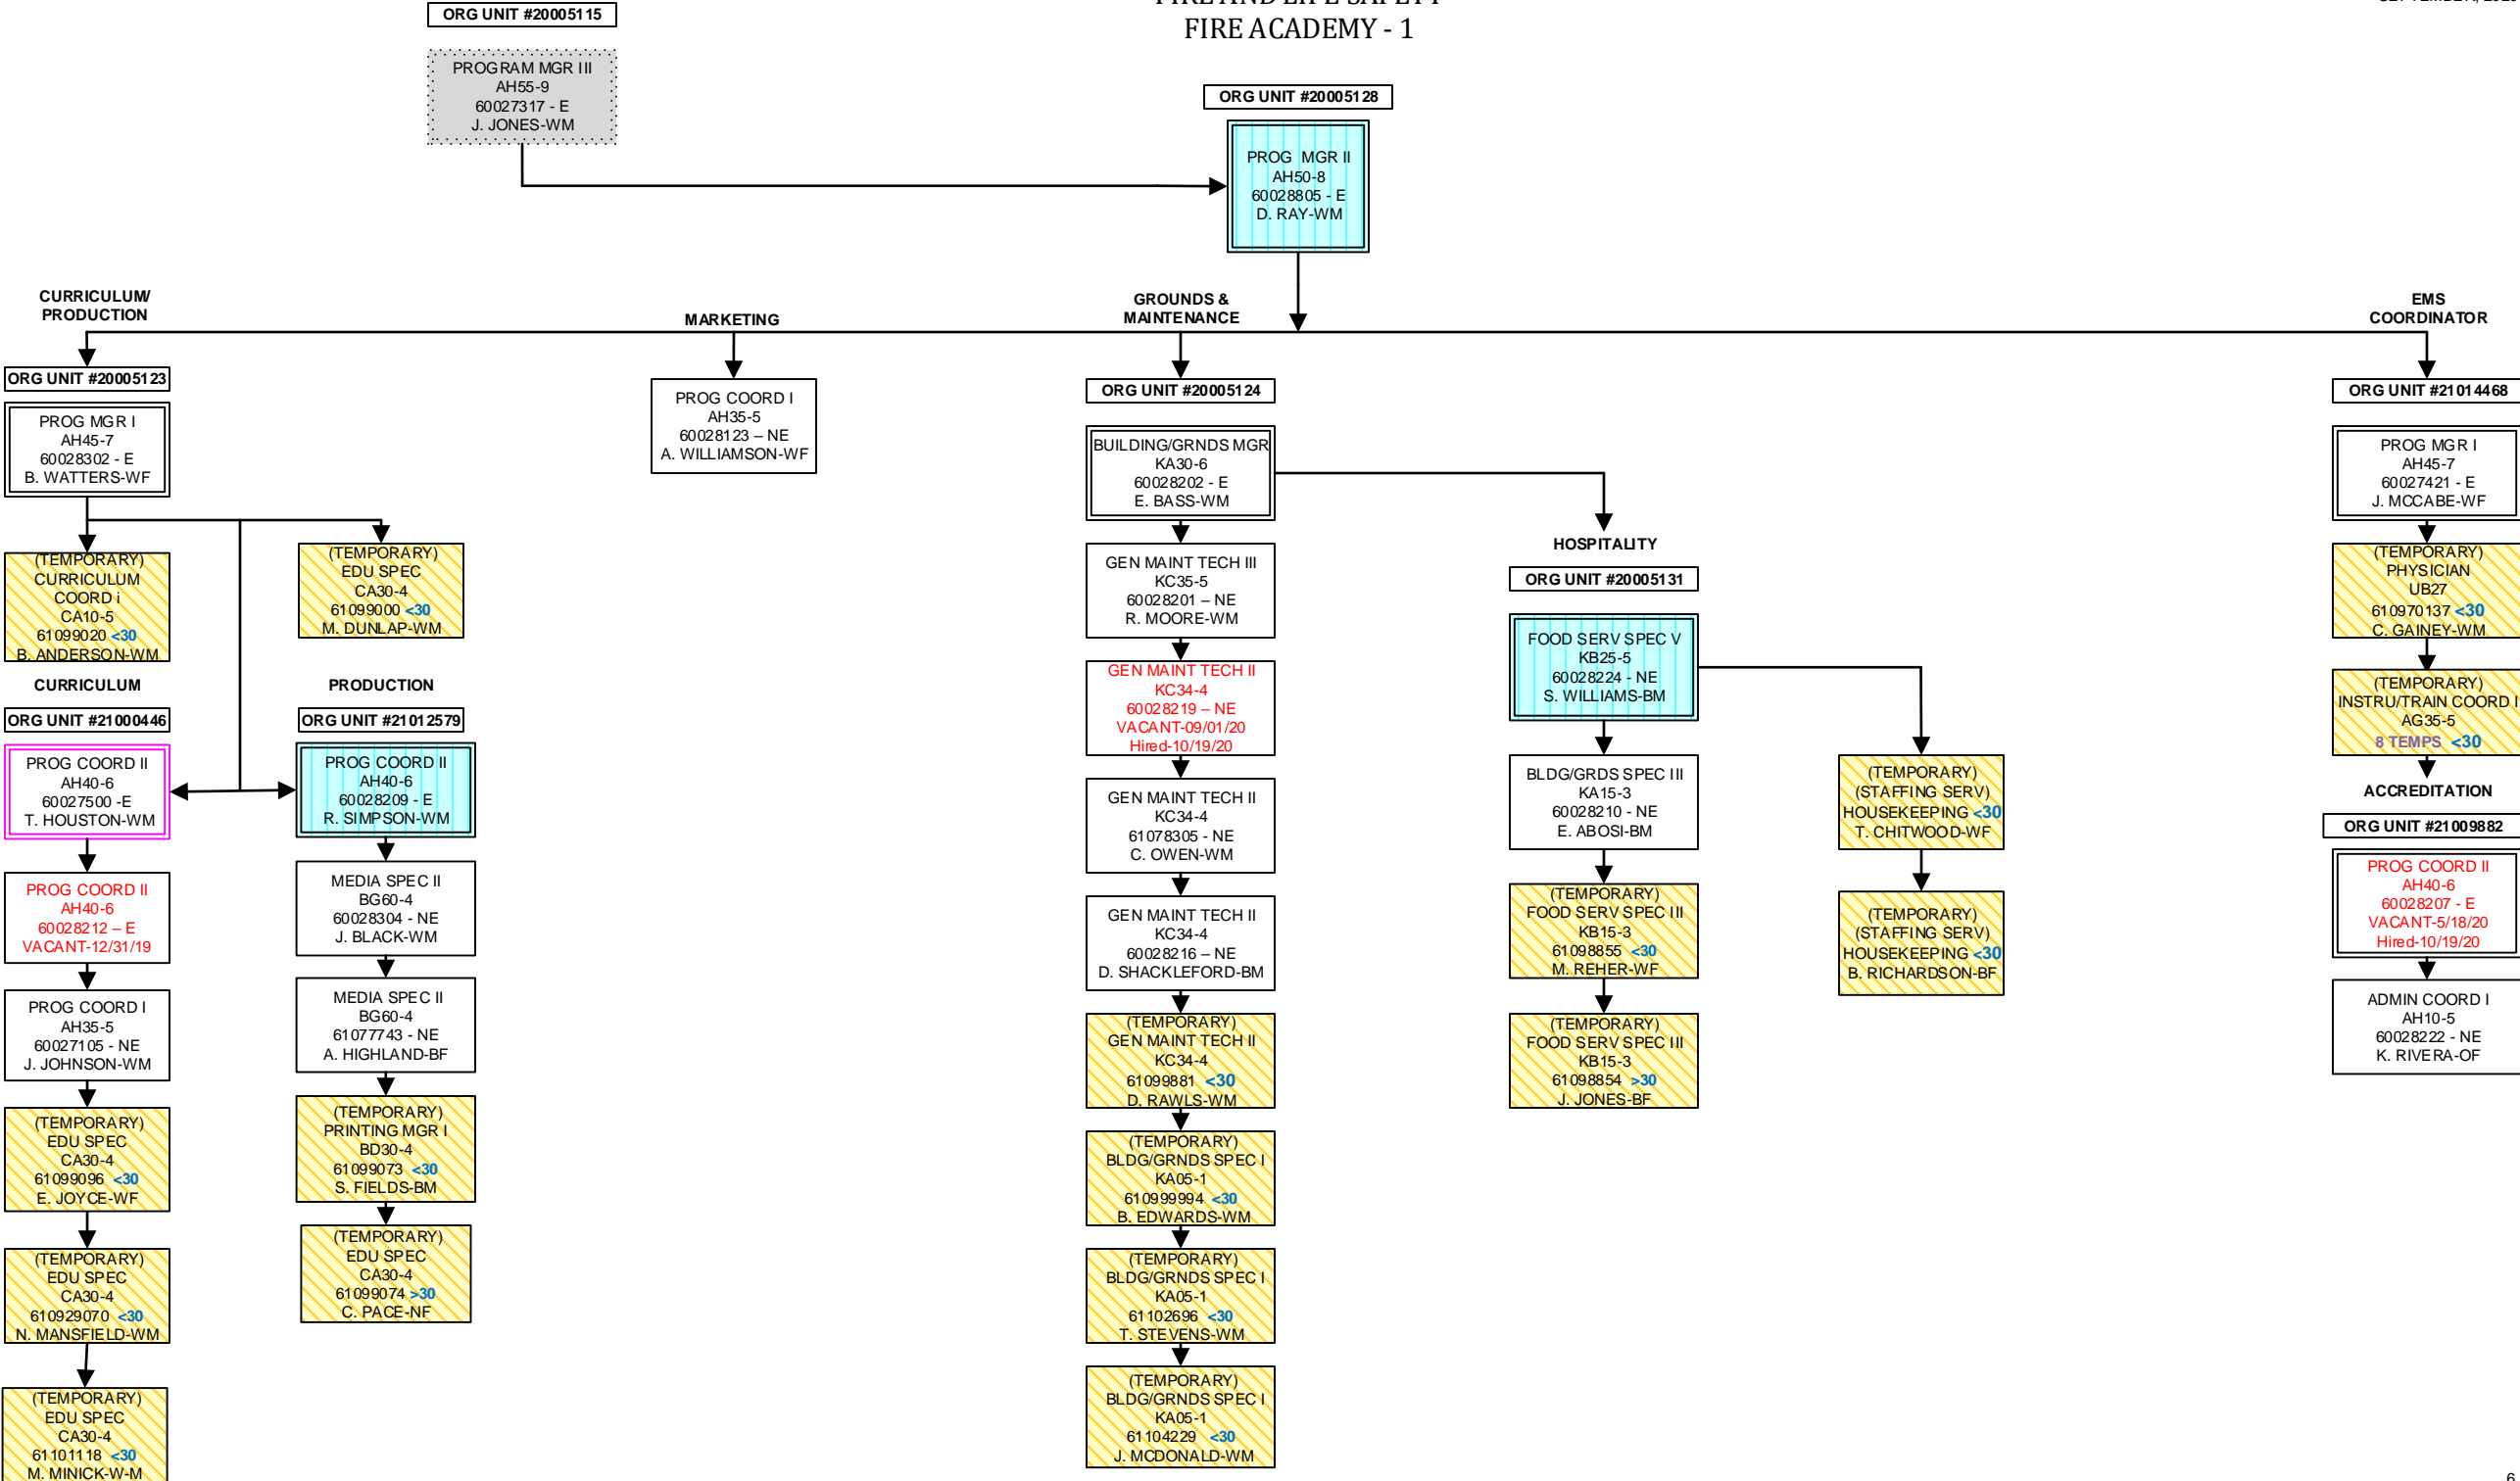 FIRE AND LIFE SAFETY
FIRE ACADEMY - 1
ORG UNIT #20005115
PROGRAM MGR III
AH55-9
60027317 - E
J. JONES-WM
ORG UNIT #20005128
PROG MGR II
AH50-8
60028805 - E
D. RAY-WM
CURRICULUM/
PRODUCTION
ORG UNIT #20005123
PROG MGR I
AH45-7
60028302 - E
B. WATTERS-WF
(TEMPORARY)
CURRICULUM
COORD i
CA10-5
61099020 <30
B. ANDERSON-WM
(TEMPORARY)
EDU SPEC
CA30-4
61099000 <30
M. DUNLAP-WM
CURRICULUM
ORG UNIT #21000446
PROG COORD II
AH40-6
60027500 -E
T. HOUSTON-WM
PROG COORD II
AH40-6
60028212 – E
VACANT-12/31/19
PROG COORD I
AH35-5
60027105 - NE
J. JOHNSON-WM
(TEMPORARY)
EDU SPEC
CA30-4
61099096 <30
E. JOYCE-WF
(TEMPORARY)
EDU SPEC
CA30-4
610929070 <30
N. MANSFIELD-WM
(TEMPORARY)
EDU SPEC
CA30-4
61101118 <30
M. MINICK-W-M
PRODUCTION
ORG UNIT #21012579
PROG COORD II
AH40-6
60028209 - E
R. SIMPSON-WM
MEDIA SPEC II
BG60-4
60028304 - NE
J. BLACK-WM
MEDIA SPEC II
BG60-4
61077743 - NE
A. HIGHLAND-BF
(TEMPORARY)
PRINTING MGR I
BD30-4
61099073 <30
S. FIELDS-BM
(TEMPORARY)
EDU SPEC
CA30-4
61099074 >30
C. PACE-NF
MARKETING
PROG COORD I
AH35-5
60028123 – NE
A. WILLIAMSON-WF
GROUNDS &
MAINTENANCE
ORG UNIT #20005124
BUILDING/GRNDS MGR
KA30-6
60028202 - E
E. BASS-WM
GEN MAINT TECH III
KC35-5
60028201 – NE
R. MOORE-WM
GEN MAINT TECH II
KC34-4
60028219 – NE
VACANT-09/01/20
Hired-10/19/20
GEN MAINT TECH II
KC34-4
61078305 - NE
C. OWEN-WM
GEN MAINT TECH II
KC34-4
60028216 – NE
D. SHACKLEFORD-BM
(TEMPORARY)
GEN MAINT TECH II
KC34-4
61099881 <30
D. RAWLS-WM
(TEMPORARY)
BLDG/GRNDS SPEC I
KA05-1
610999994 <30
B. EDWARDS-WM
(TEMPORARY)
BLDG/GRNDS SPEC I
KA05-1
61102696 <30
T. STEVENS-WM
(TEMPORARY)
BLDG/GRNDS SPEC I
KA05-1
61104229 <30
J. MCDONALD-WM
HOSPITALITY
ORG UNIT #20005131
FOOD SERV SPEC V
KB25-5
60028224 - NE
S. WILLIAMS-BM
BLDG/GRDS SPEC III
KA15-3
60028210 - NE
E. ABOSI-BM
(TEMPORARY)
FOOD SERV SPEC III
KB15-3
61098855 <30
M. REHER-WF
(TEMPORARY)
FOOD SERV SPEC III
KB15-3
61098854 >30
J. JONES-BF
(TEMPORARY)
(STAFFING SERV)
HOUSEKEEPING <30
T. CHITWOOD-WF
(TEMPORARY)
(STAFFING SERV)
HOUSEKEEPING <30
B. RICHARDSON-BF
EMS
COORDINATOR
ORG UNIT #21014468
PROG MGR I
AH45-7
60027421 - E
J. MCCABE-WF
(TEMPORARY)
PHYSICIAN
UB27
610970137 <30
C. GAINEY-WM
(TEMPORARY)
INSTRU/TRAIN COORD I
AG35-5
8 TEMPS <30
ACCREDITATION
ORG UNIT #21009882
PROG COORD II
AH40-6
60028207 - E
VACANT-5/18/20
Hired-10/19/20
ADMIN COORD I
AH10-5
60028222 - NE
K. RIVERA-OF
6